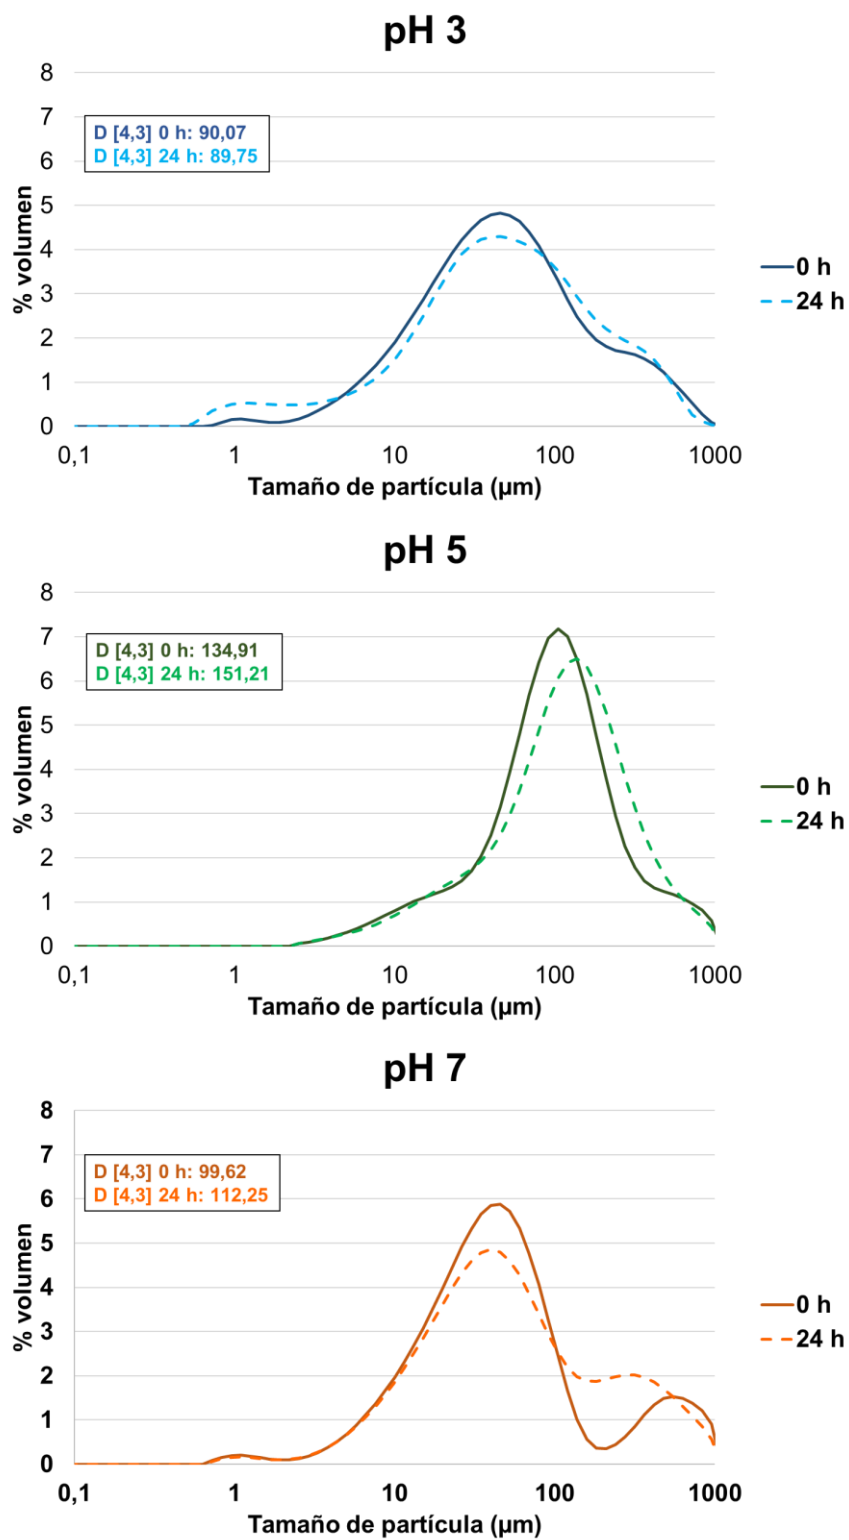 pH 3
8
7
6
5
4
3
2
1
0
% volumen
D [4,3] 0 h: 90,07
D [4,3] 24 h: 89,75
0 h
24 h
0,1 1 10 100 1000
Tamaño de partícula (µm)
pH 5
8
7
6
5
4
3
2
1
0
% volumen
D [4,3] 0 h: 134,91
D [4,3] 24 h: 151,21
0 h
24 h
0,1 1 10 100 1000
Tamaño de partícula (µm)
pH 7
8
7
6
5
4
3
2
1
0
% volumen
D [4,3] 0 h: 99,62
D [4,3] 24 h: 112,25
0 h
24 h
0,1 1 10 100 1000
Tamaño de partícula (µm)